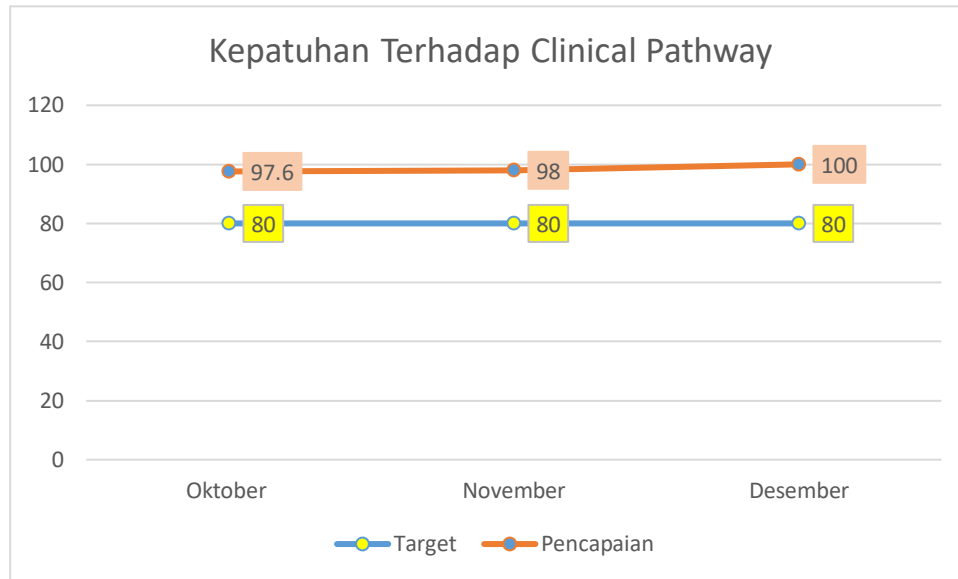 Kepatuhan Terhadap Clinical Pathway
120
100
80
60
40
20
0
97.6
98
100
80
80
80
Oktober
November
Desember
Target
Pencapaian